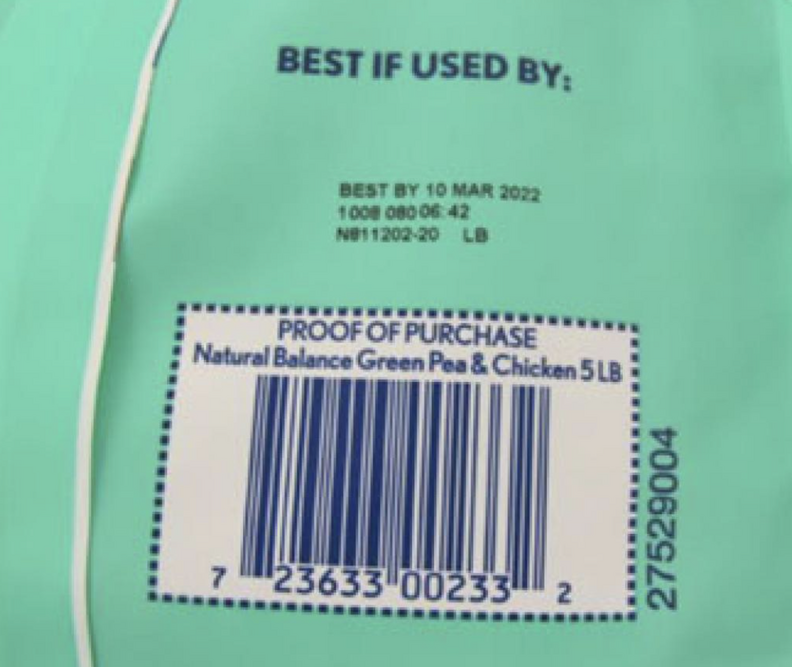 BEST IF USED BY:
BEST BY 10 MAR 2022
1008 080 06:42
N811202-20 LB
PROOF OF PURCHASE
Natural Balance Green Pea & Chicken 5 LB
7 23633 00233 2
27529004